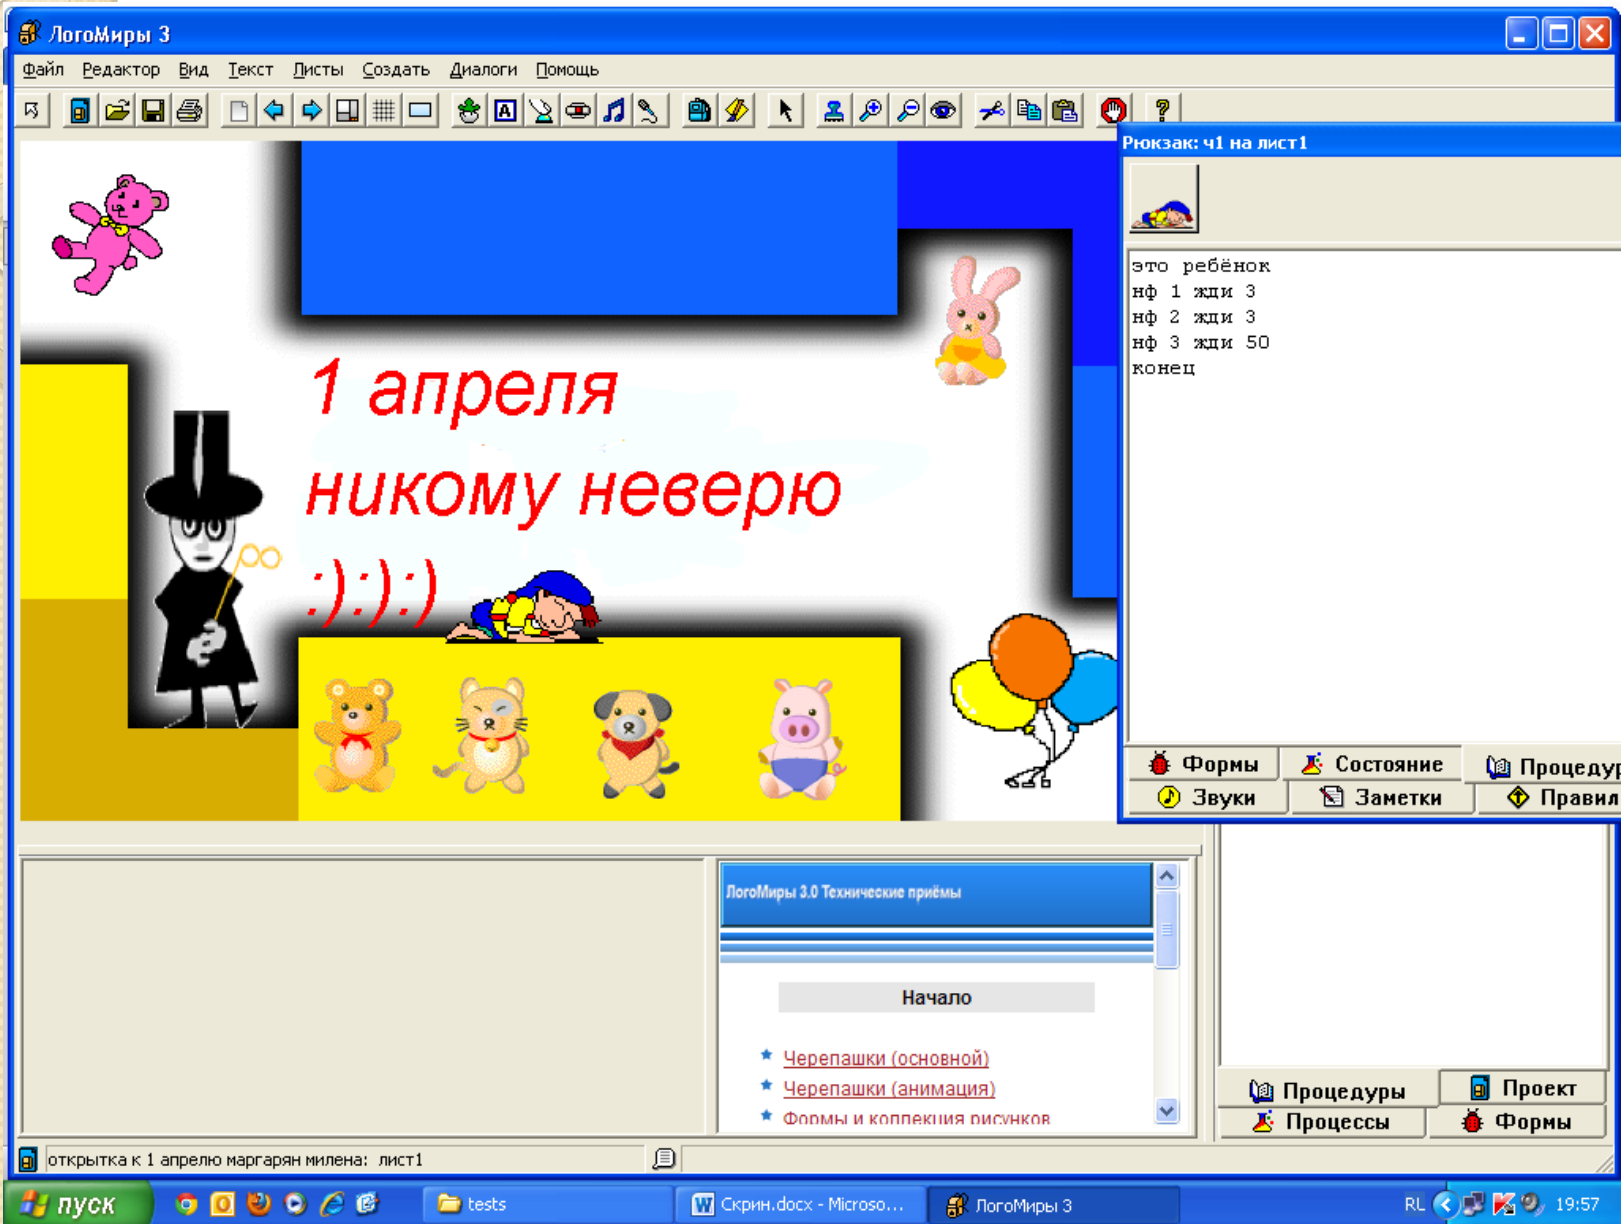 ЛогоМиры 3
Файл Редактор Вид Текст Листы Создать Диалоги Помощь
Рюкзак: ч1 на лист1
это ребёнок
нф 1 жди 3
нф 2 жди 3
нф 3 жди 50
конец
1 апреля
никому неверю
:):):)
Формы Состояние Процедур
Звуки Заметки Правил
ЛогоМиры 3.0 Технические приёмы
Начало
Черепашки (основной)
Черепашки (анимация)
Формы и коллекция рисунков
Процедуры Проект
Процессы Формы
открытка к 1 апрелю маргарян милена: лист1
пуск tests Скрин.docx - Microso... ЛогоМиры 3 RL 19:57